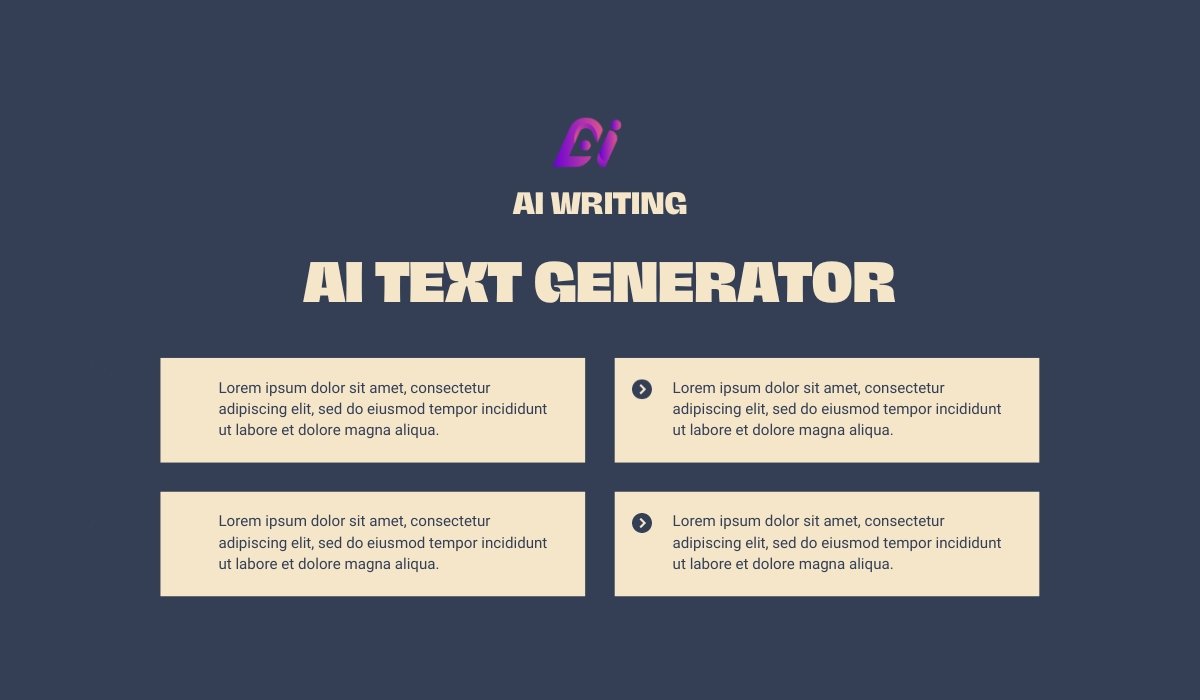 Ai
AI WRITING
AI TEXT GENERATOR
Lorem ipsum dolor sit amet, consectetur
adipiscing elit, sed do eiusmod tempor incididunt
ut labore et dolore magna aliqua.
Lorem ipsum dolor sit amet, consectetur
adipiscing elit, sed do eiusmod tempor incididunt
ut labore et dolore magna aliqua.
Lorem ipsum dolor sit amet, consectetur
adipiscing elit, sed do eiusmod tempor incididunt
ut labore et dolore magna aliqua.
Lorem ipsum dolor sit amet, consectetur
adipiscing elit, sed do eiusmod tempor incididunt
ut labore et dolore magna aliqua.